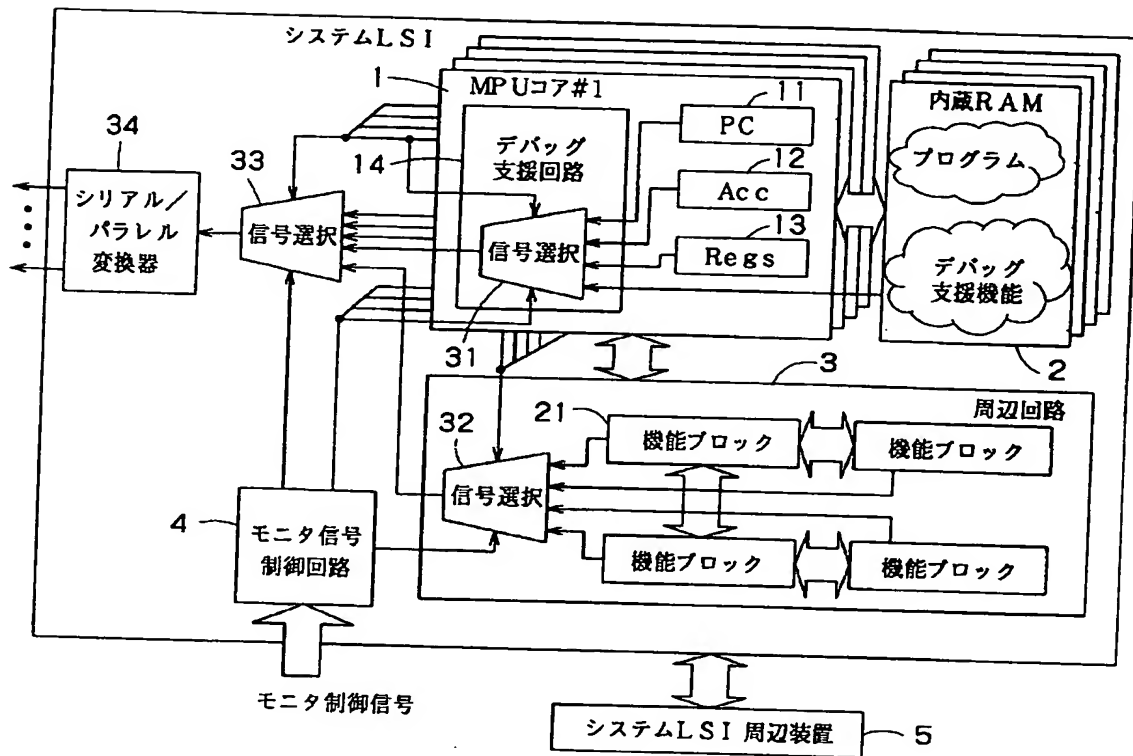 システムLSI
1
MPUコア#1
11
PC
内蔵RAM
プログラム
34
33
14
デバッグ
支援回路
12
Acc
シリアル/
パラレル
変換器
信号選択
信号選択
13
Regs
デバッグ
支援機能
31
2
3
周辺回路
32
21
機能ブロック
機能ブロック
信号選択
4
モニタ信号
制御回路
機能ブロック
機能ブロック
モニタ制御信号
システムLSI 周辺装置
5